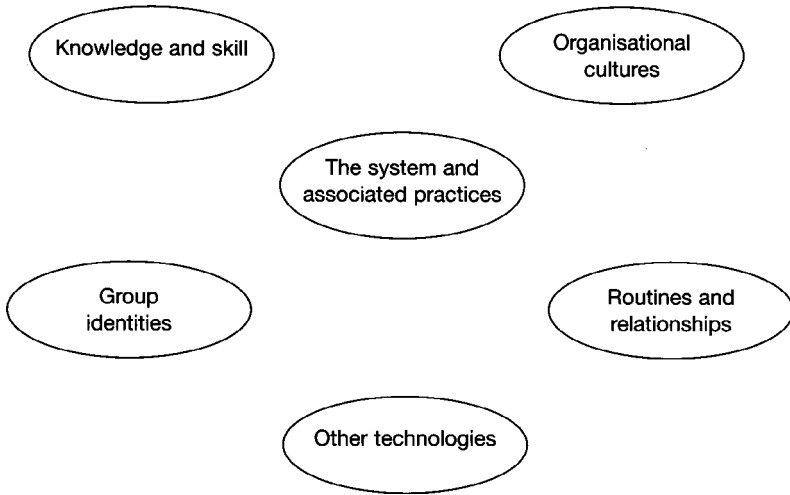 Knowledge and skill
Organisational
cultures
The system and
associated practices
Group
identities
Routines and
relationships
Other technologies